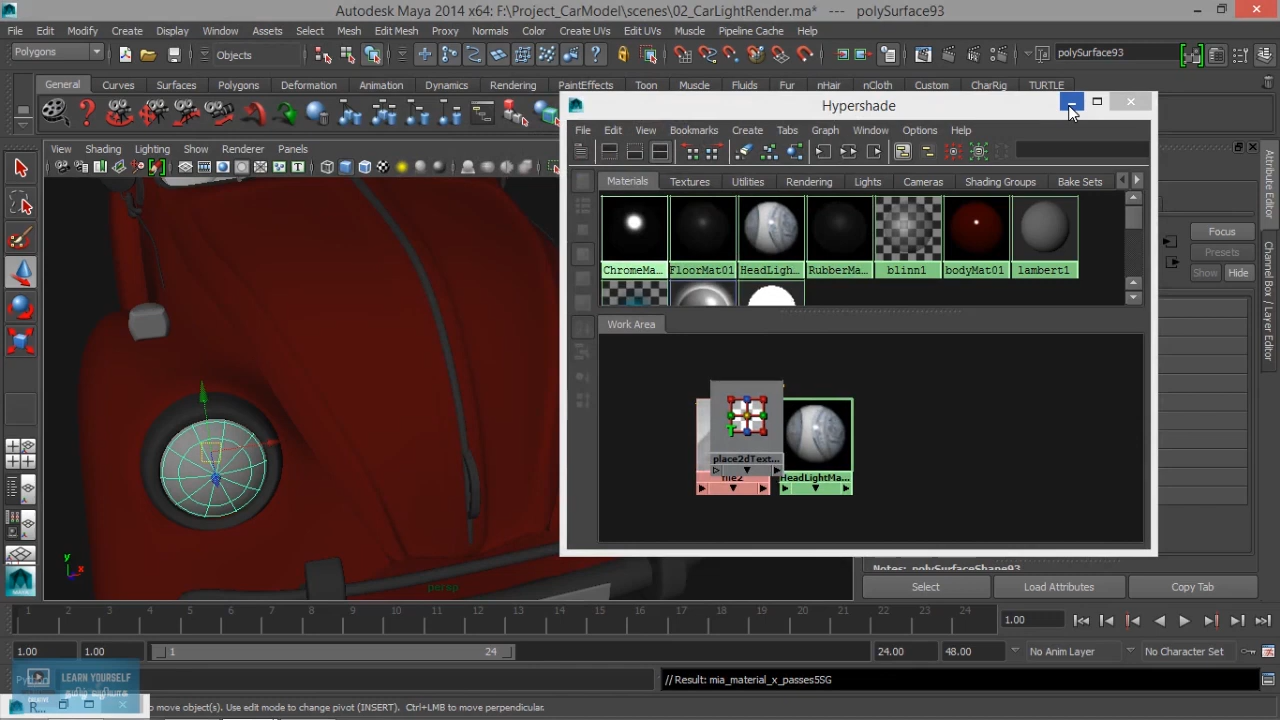 Autodesk Maya 2014 x64: F:\Project_CarModel\scenes\02_CarLightRender.ma* --- polySurface93
File Edit Modify Create Display Window Assets Select Mesh Edit Mesh Proxy Normals Color Create UVs Edit UVs Muscle Pipeline Cache Help
Polygons Objects polySurface93
General Curves Surfaces Polygons Deformation Animation Dynamics Rendering PaintEffects Toon Muscle Fluids Fur nHair nCloth Custom CharRig TURTLE
Hypershade
File Edit View Bookmarks Create Tabs Graph Window Options Help
View Shading Lighting Show Renderer Panels
Materials Textures Utilities Rendering Lights Cameras Shading Groups Bake Sets
ChromeMa... FloorMat01 HeadLigh... RubberMa... blinn1 bodyMat01 lambert1
Work Area
place2dText...
HeadLightMa...
Focus
Presets
Show Hide
Attribute Editor
Channel Box / Layer Editor
persp
y
x
Notes: polySurfaceShape93
Select Load Attributes Copy Tab
1 2 3 4 5 6 7 8 9 10 11 12 13 14 15 16 17 18 19 20 21 22 23 24 1.00
1.00 1.00 1 24 24.00 48.00 No Anim Layer No Character Set
LEARN YOURSELF
// Result: mia_material_x_passes5SG
R...
to move object(s). Use edit mode to change pivot (INSERT). Ctrl+LMB to move perpendicular.